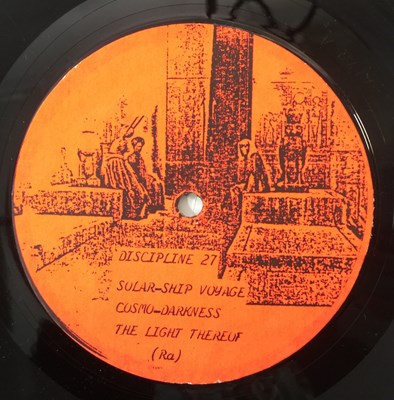 DISCIPLINE 27
SOLAR-SHIP VOYAGE
COSMO-DARKNESS
THE LIGHT THEREOF
(Ra)